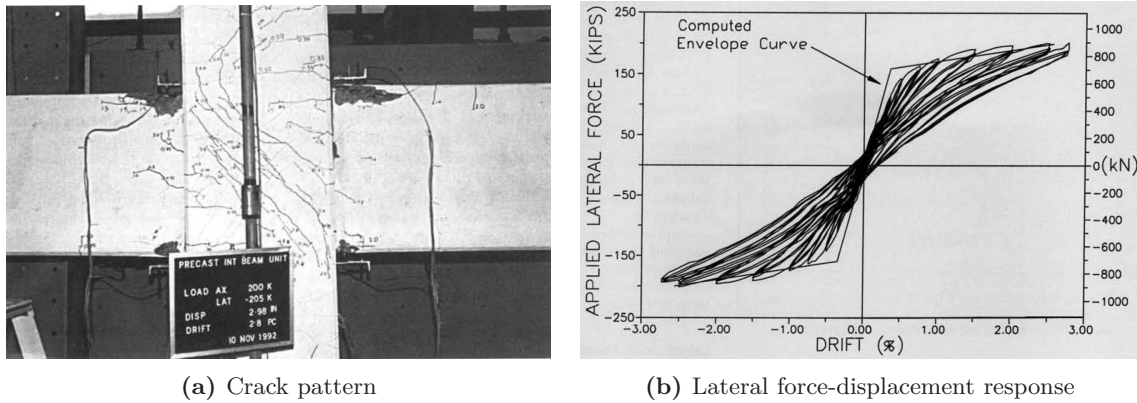 PRECAST INT BEAM UNIT
LOAD AX 200 K
LAT -205 K
DISP 2·98 IN
DRIFT 2·8 PC
10 NOV 1992
(a) Crack pattern
250
150
50
-50
-150
-250
APPLIED LATERAL FORCE (KIPS)
Computed
Envelope Curve
1000
800
600
400
200
0(kN)
-200
-400
-600
-800
-1000
-3.00 -2.00 -1.00 0.00 1.00 2.00 3.00
DRIFT (%)
(b) Lateral force-displacement response